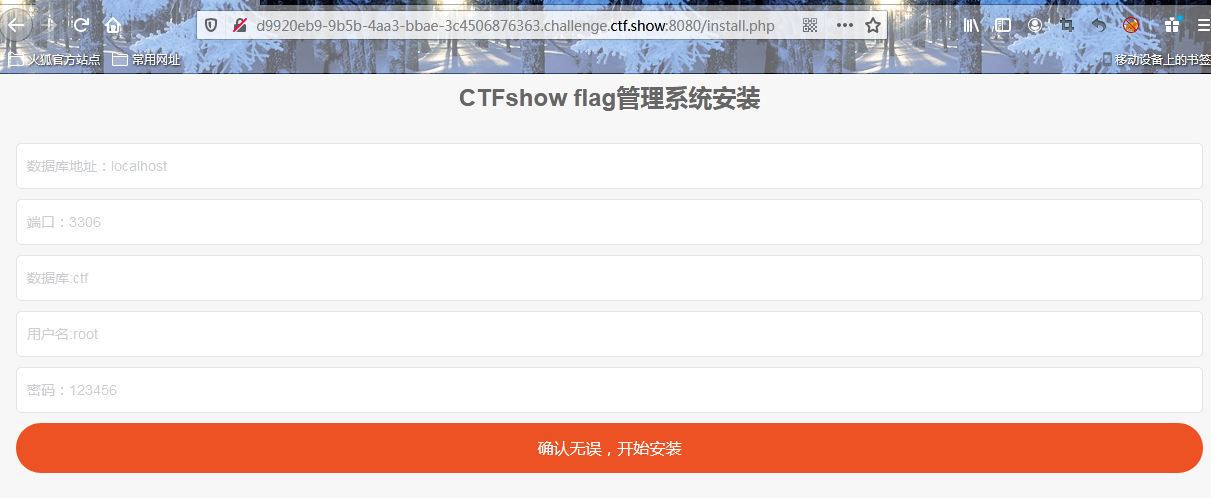 d9920eb9-9b5b-4aa3-bbae-3c4506876363.challenge.ctf.show:8080/install.php
火狐官方站点 常用网址 移动设备上的书签
CTFshow flag管理系统安装
数据库地址：localhost
端口：3306
数据库:ctf
用户名:root
密码：123456
确认无误，开始安装